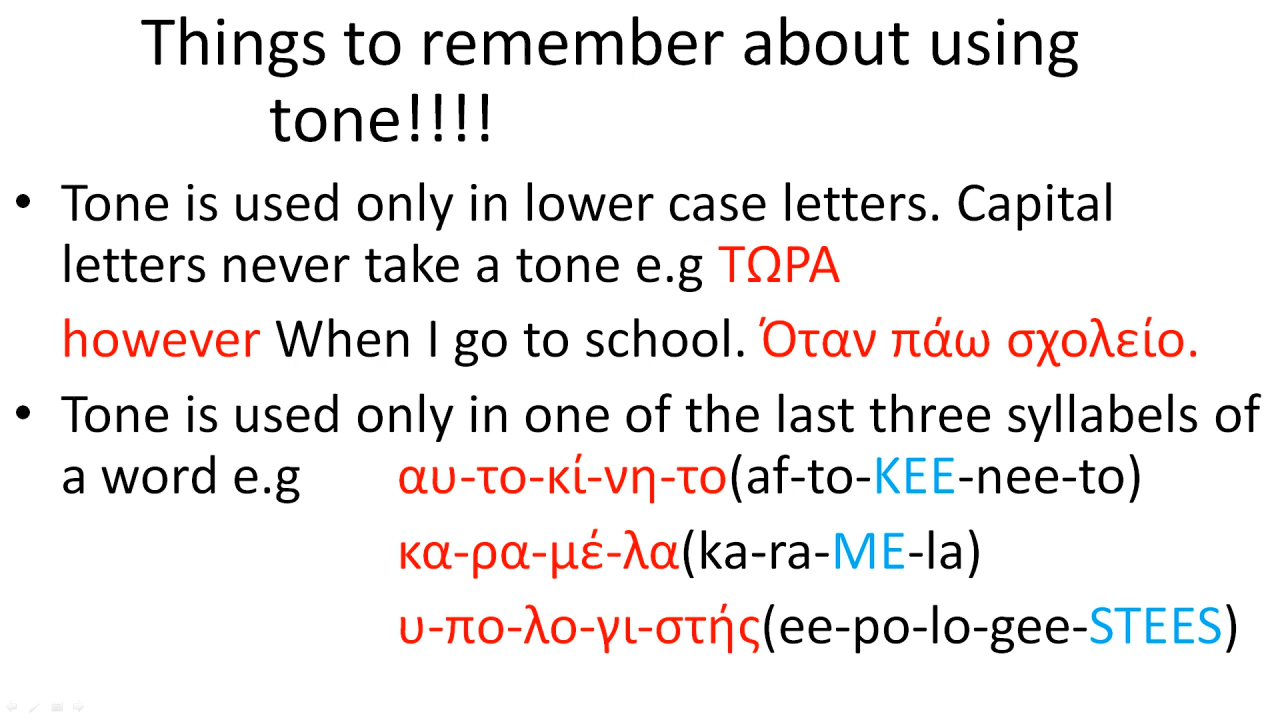 Things to remember about using
tone!!!!
• Tone is used only in lower case letters. Capital
letters never take a tone e.g ΤΩΡΑ
however When I go to school. Όταν πάω σχολείο.
• Tone is used only in one of the last three syllabels of
a word e.g αυ-το-κί-νη-το(af-to-KEE-nee-to)
κα-ρα-μέ-λα(ka-ra-ME-la)
υ-πο-λο-γι-στής(ee-po-lo-gee-STEES)